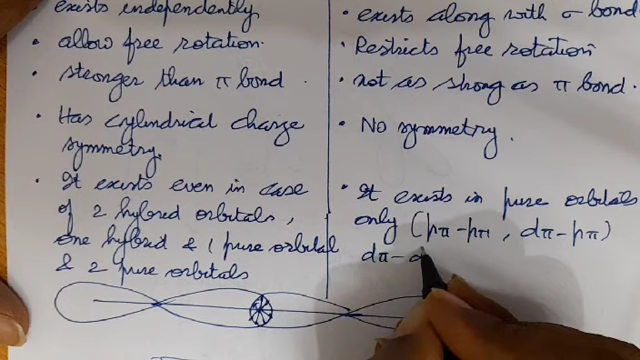 exists independently
• allow free rotation.
• stronger than π bond.
• Has cylindrical charge
symmetry.
• It exists even in case
of 2 hybred orbitals,
one hybred & 1 pure orbital
& 2 pure orbitals
• exists along with σ bond
• Restricts free rotation
• not as strong as π bond.
• No symmetry.
• It exists in pure orbitals
only (pπ-pπ, dπ-pπ)
dπ-d